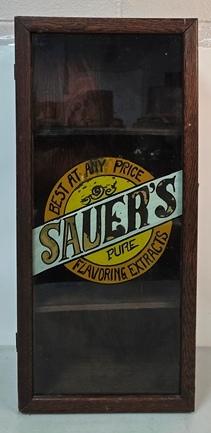 BEST AT ANY PRICE
SAUER'S
PURE
FLAVORING EXTRACTS